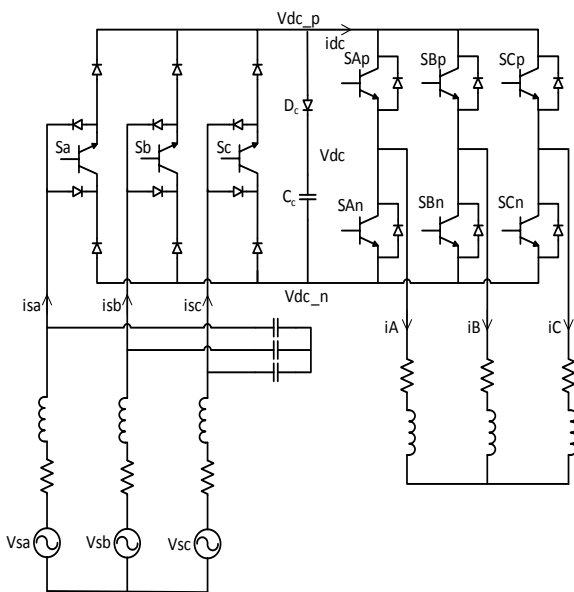 Vdc_p
idc
SAp
SBp
SCp
Dc
Sa
Sb
Sc
Vdc
Cc
SAn
SBn
SCn
Vdc_n
isa
isb
isc
iA
iB
iC
Vsa
Vsb
Vsc